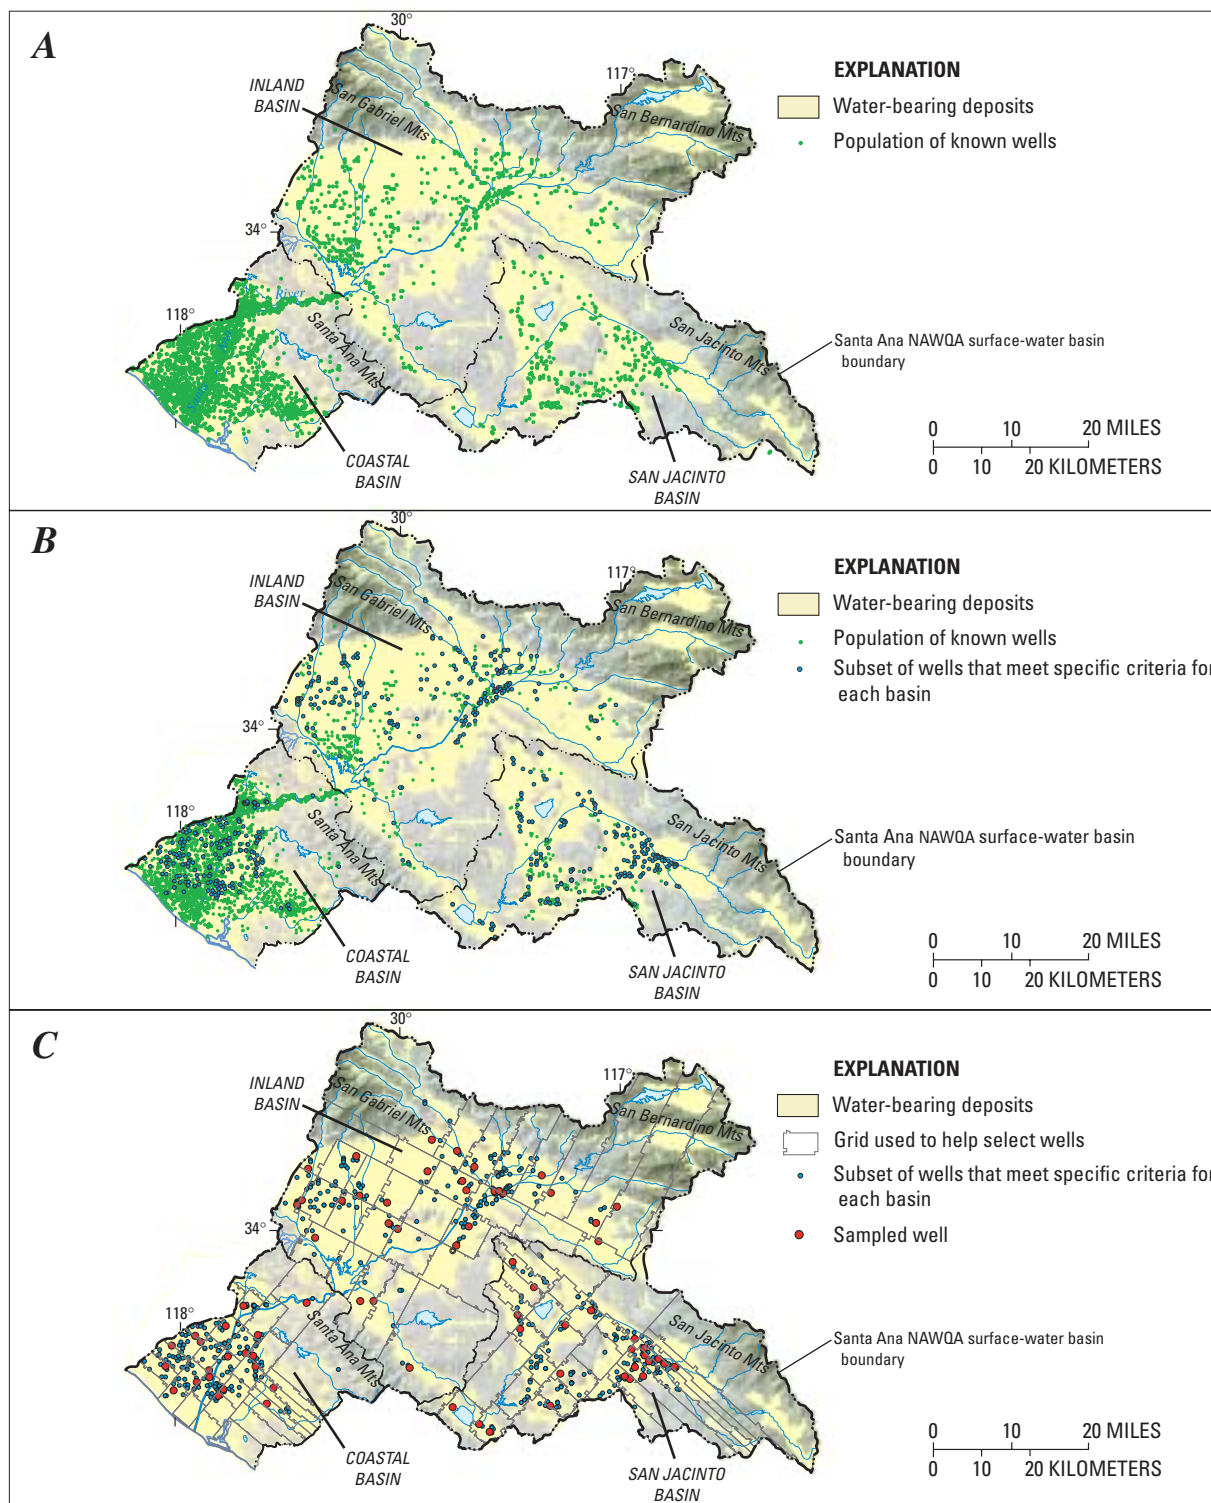 A
30°
INLAND
BASIN
San Gabriel Mts
117°
San Bernardino Mts
34°
River
118°
Santa Ana Mts
San Jacinto Mts
COASTAL
BASIN
SAN JACINTO
BASIN
EXPLANATION
Water-bearing deposits
Population of known wells
Santa Ana NAWQA surface-water basin
boundary
0 10 20 MILES
0 10 20 KILOMETERS
B
30°
INLAND
BASIN
San Gabriel Mts
117°
San Bernardino Mts
34°
118°
Santa Ana Mts
San Jacinto Mts
COASTAL
BASIN
SAN JACINTO
BASIN
EXPLANATION
Water-bearing deposits
Population of known wells
Subset of wells that meet specific criteria for
each basin
Santa Ana NAWQA surface-water basin
boundary
0 10 20 MILES
0 10 20 KILOMETERS
C
30°
INLAND
BASIN
San Gabriel Mts
117°
San Bernardino Mts
34°
118°
Santa Ana Mts
San Jacinto Mts
COASTAL
BASIN
SAN JACINTO
BASIN
EXPLANATION
Water-bearing deposits
Grid used to help select wells
Subset of wells that meet specific criteria for
each basin
Sampled well
Santa Ana NAWQA surface-water basin
boundary
0 10 20 MILES
0 10 20 KILOMETERS